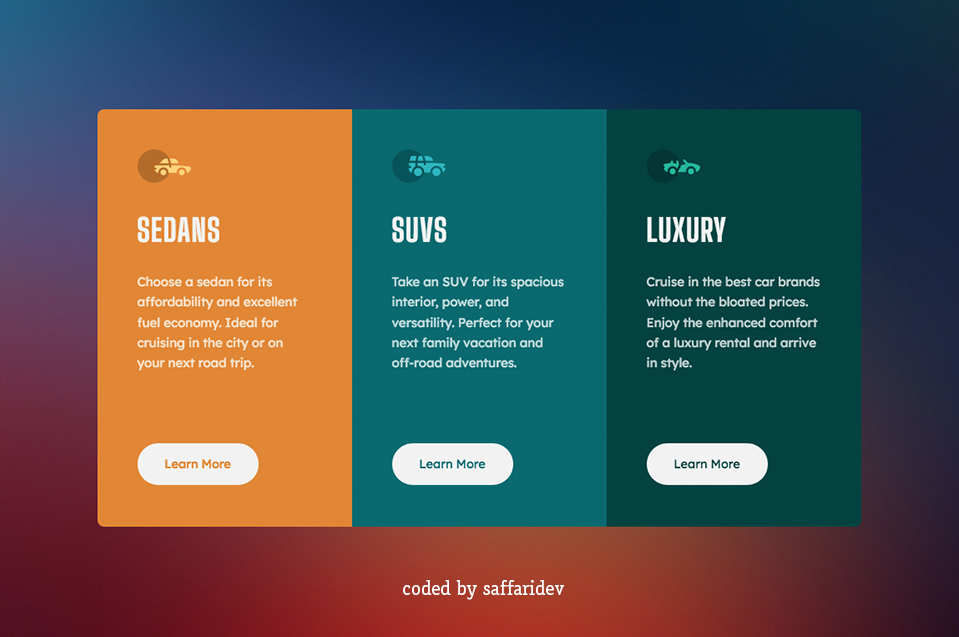 SEDANS
Choose a sedan for its
affordability and excellent
fuel economy. Ideal for
cruising in the city or on
your next road trip.
Learn More
SUVS
Take an SUV for its spacious
interior, power, and
versatility. Perfect for your
next family vacation and
off-road adventures.
Learn More
LUXURY
Cruise in the best car brands
without the bloated prices.
Enjoy the enhanced comfort
of a luxury rental and arrive
in style.
Learn More
coded by saffaridev